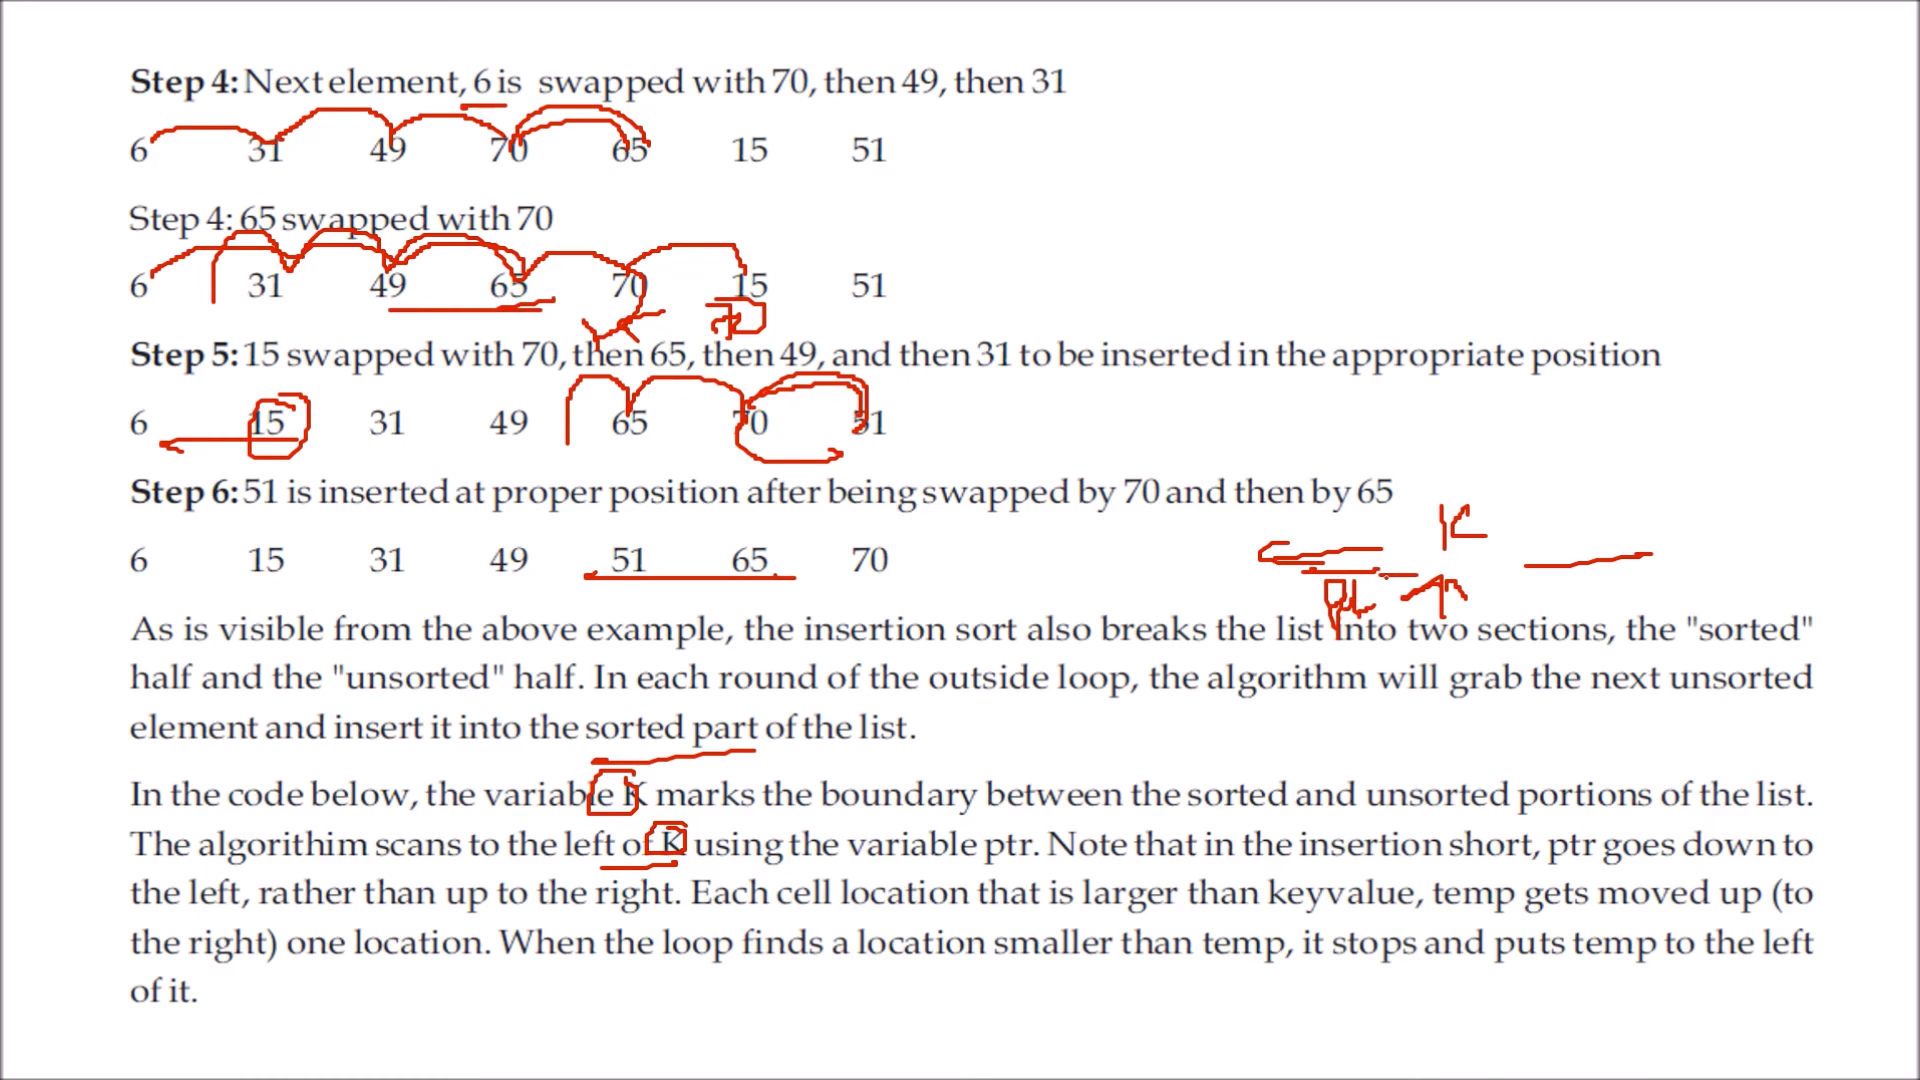 Step 4: Next element, 6 is swapped with 70, then 49, then 31
6 31 49 70 65 15 51
Step 4: 65 swapped with 70
6 31 49 65 70 15 51
70
Step 5: 15 swapped with 70, then 65, then 49, and then 31 to be inserted in the appropriate position
6 15 31 49 65 70 51
Step 6: 51 is inserted at proper position after being swapped by 70 and then by 65
K
6 15 31 49 51 65 70
As is visible from the above example, the insertion sort also breaks the list into two sections, the "sorted"
half and the "unsorted" half. In each round of the outside loop, the algorithm will grab the next unsorted
element and insert it into the sorted part of the list.
In the code below, the variable K marks the boundary between the sorted and unsorted portions of the list.
The algorithim scans to the left of K using the variable ptr. Note that in the insertion short, ptr goes down to
the left, rather than up to the right. Each cell location that is larger than keyvalue, temp gets moved up (to
the right) one location. When the loop finds a location smaller than temp, it stops and puts temp to the left
of it.